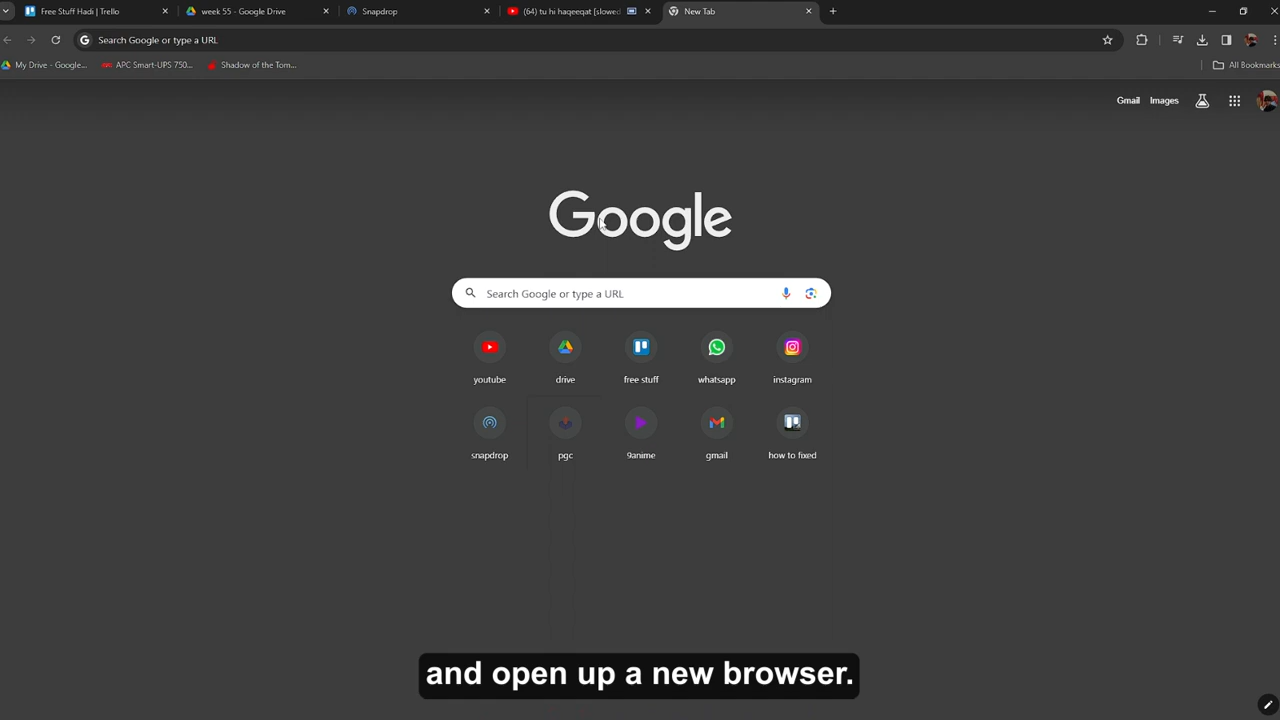 Free Stuff Hadi | Trello
week 55 - Google Drive
Snapdrop
(64) tu hi haqeeqat [slowed
New Tab
Search Google or type a URL
My Drive - Google...
APC Smart-UPS 750...
Shadow of the Tom...
All Bookmarks
Gmail
Images
Google
Search Google or type a URL
youtube
drive
free stuff
whatsapp
instagram
snapdrop
pgc
9anime
gmail
how to fixed
and open up a new browser.